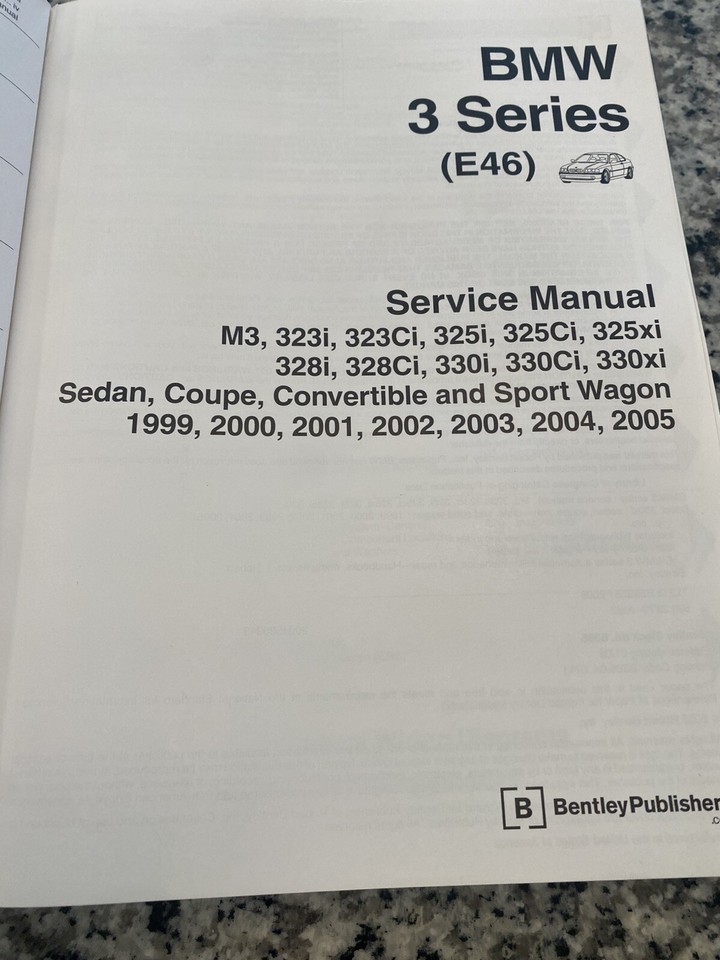 BMW
3 Series
(E46)
Service Manual
M3, 323i, 323Ci, 325i, 325Ci, 325xi
328i, 328Ci, 330i, 330Ci, 330xi
Sedan, Coupe, Convertible and Sport Wagon
1999, 2000, 2001, 2002, 2003, 2004, 2005
B BentleyPublisher